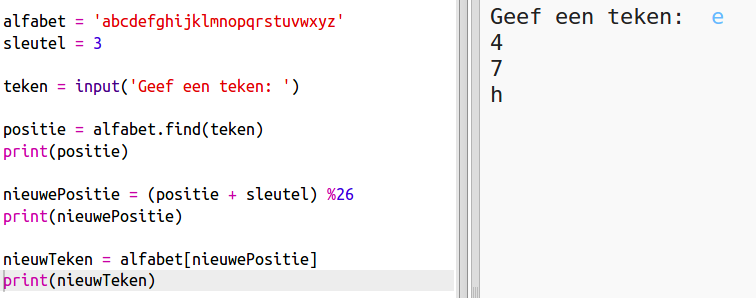 alfabet = 'abcdefghijklmnopqrstuvwxyz'
sleutel = 3
teken = input('Geef een teken: ')
positie = alfabet.find(teken)
print(positie)
nieuwePositie = (positie + sleutel) %26
print(nieuwePositie)
nieuwTeken = alfabet[nieuwePositie]
print(nieuwTeken)
Geef een teken: e
4
7
h